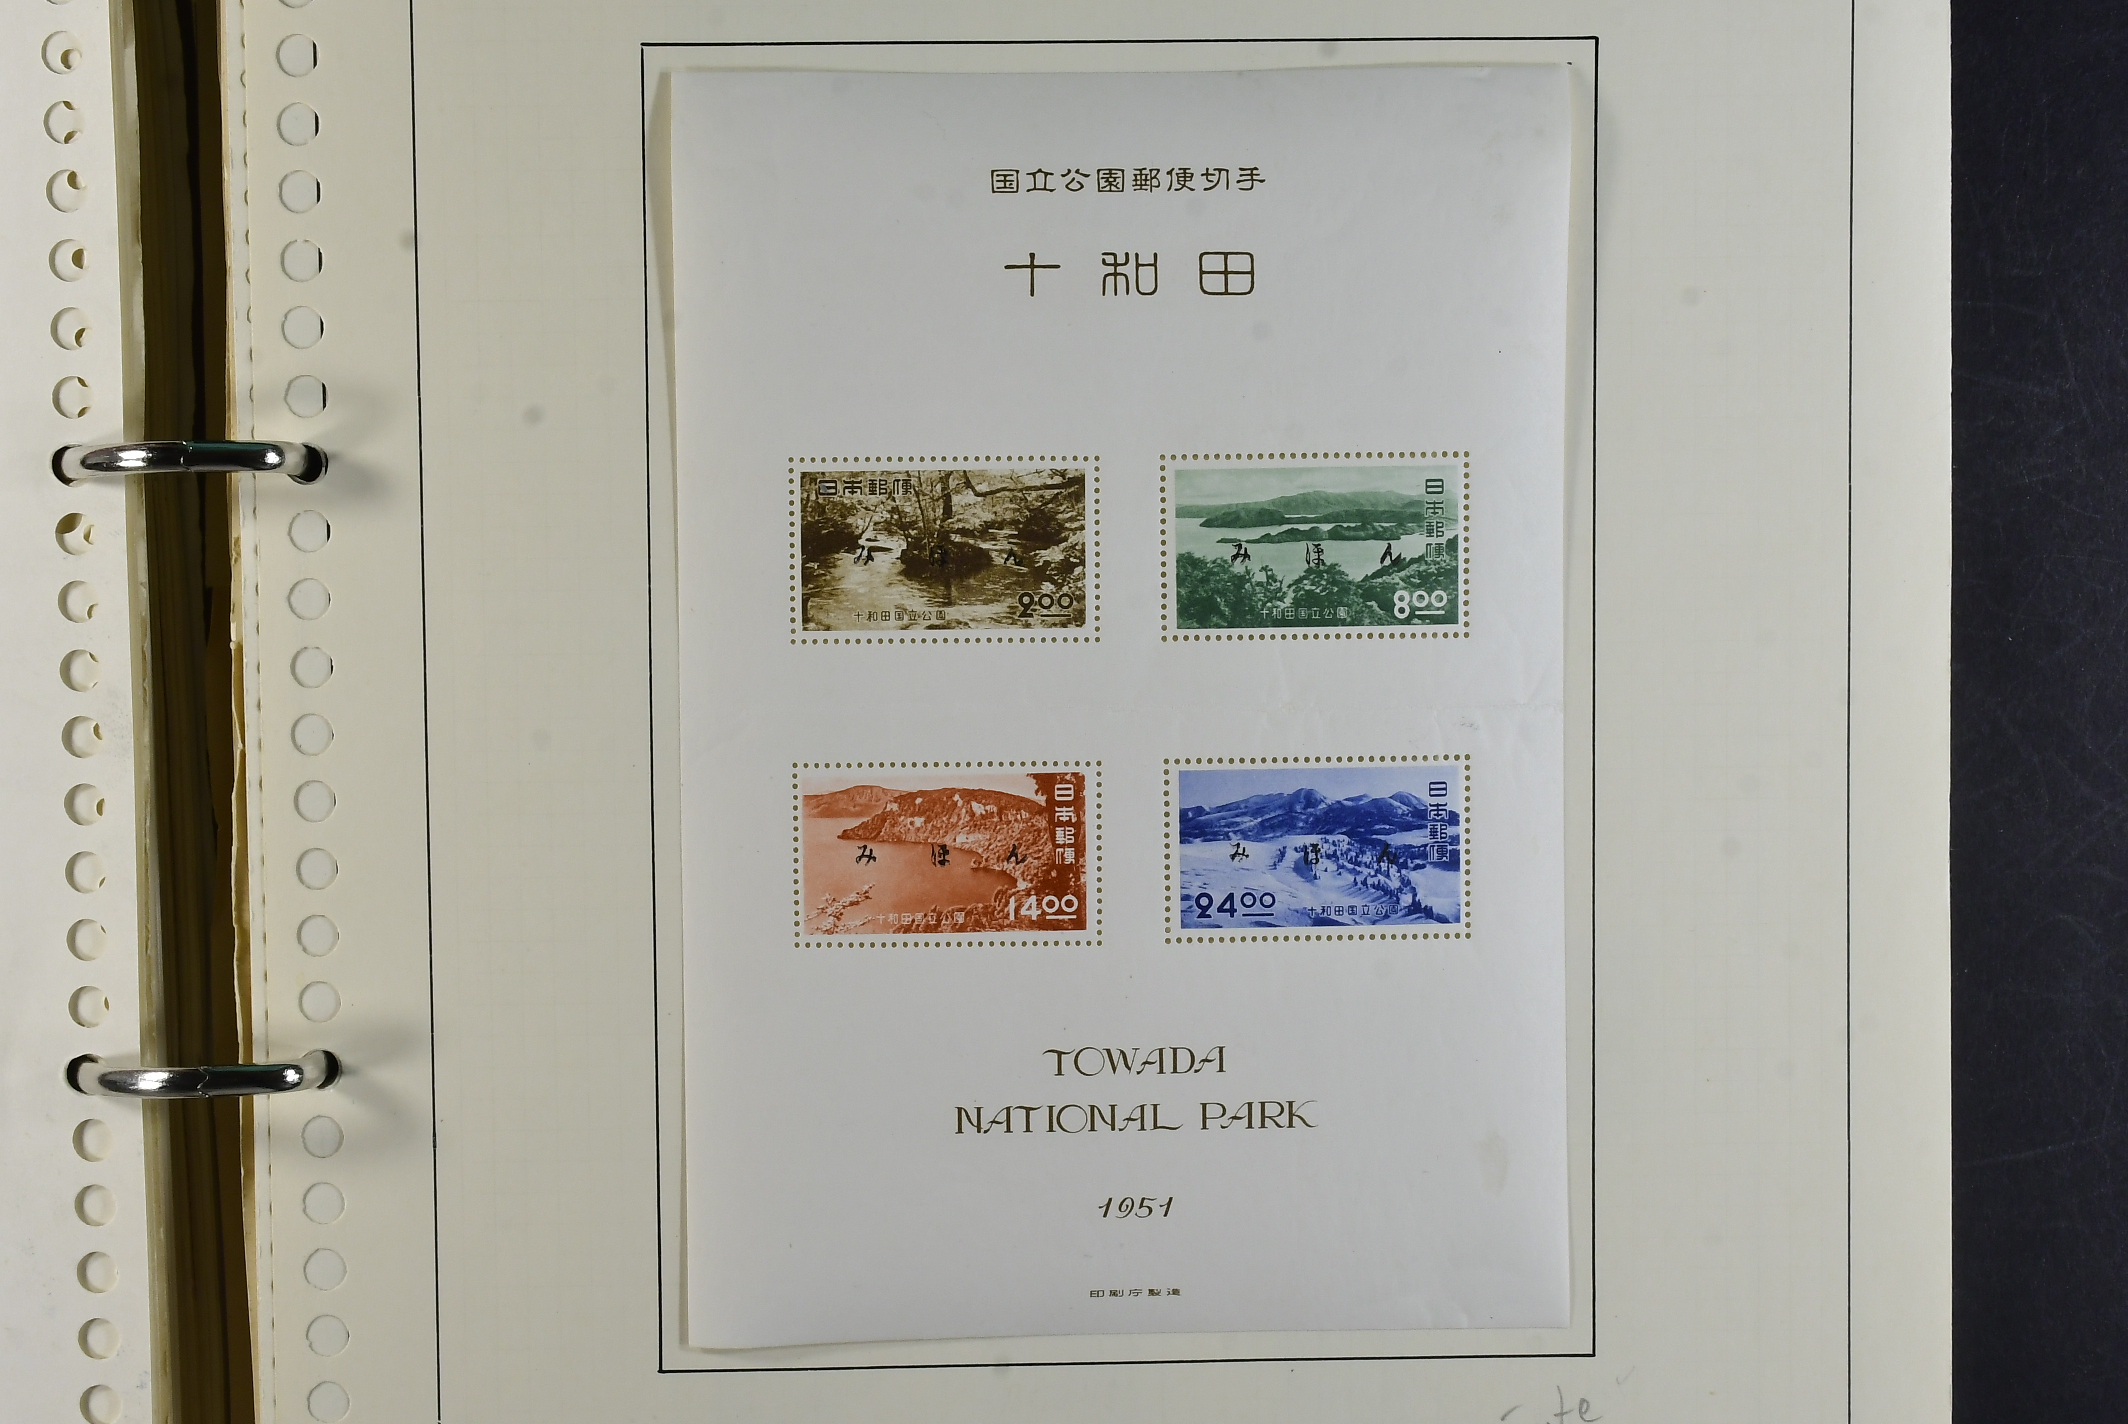 国立公園郵便切手
十和田
日本郵便
みほん
十和田国立公園
2.00
日本郵便
みほん
十和田国立公園
8.00
日本郵便
みほん
十和田国立公園
14.00
日本郵便
みほん
24.00
十和田国立公園
TOWADA
NATIONAL PARK
1951
印刷庁製造